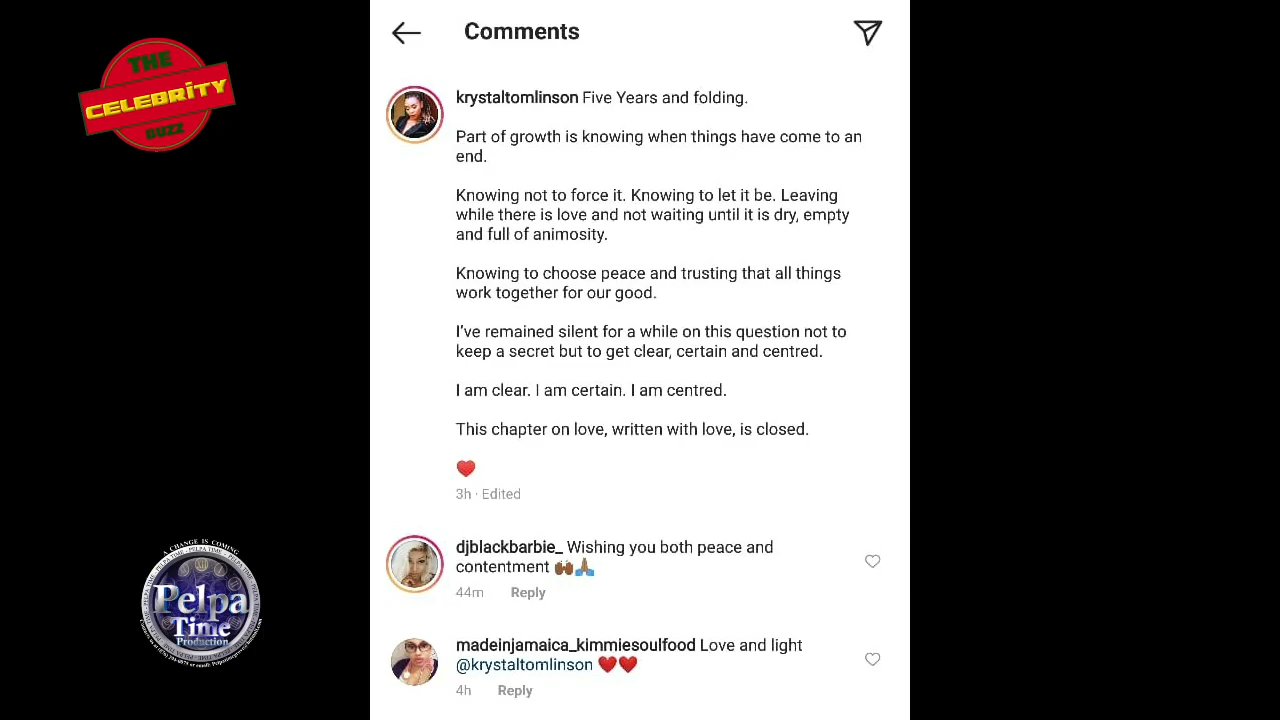 THE
CELEBRITY
BUZZ
Comments
krystaltomlinson Five Years and folding.
Part of growth is knowing when things have come to an
end.
Knowing not to force it. Knowing to let it be. Leaving
while there is love and not waiting until it is dry, empty
and full of animosity.
Knowing to choose peace and trusting that all things
work together for our good.
I've remained silent for a while on this question not to
keep a secret but to get clear, certain and centred.
I am clear. I am certain. I am centred.
This chapter on love, written with love, is closed.
❤️
3h · Edited
djblackbarbie_ Wishing you both peace and
contentment 🙌🏾🙏🏽
44m Reply
madeinjamaica_kimmiesoulfood Love and light
@krystaltomlinson ❤️❤️
4h Reply
A CHANGE IS COMING
Pelpa
Time
Production